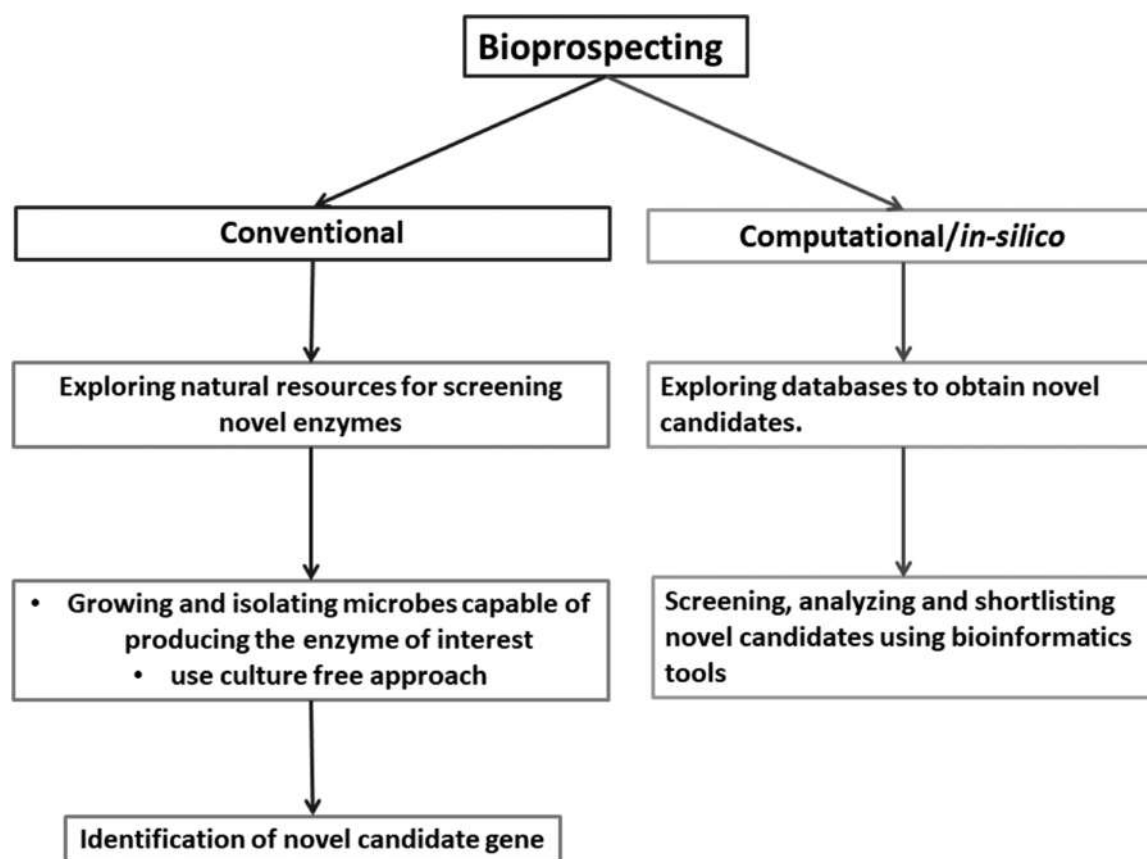 Bioprospecting
Conventional
Computational/in-silico
Exploring natural resources for screening
novel enzymes
Exploring databases to obtain novel
candidates.
• Growing and isolating microbes capable of
producing the enzyme of interest
• use culture free approach
Screening, analyzing and shortlisting
novel candidates using bioinformatics
tools
Identification of novel candidate gene